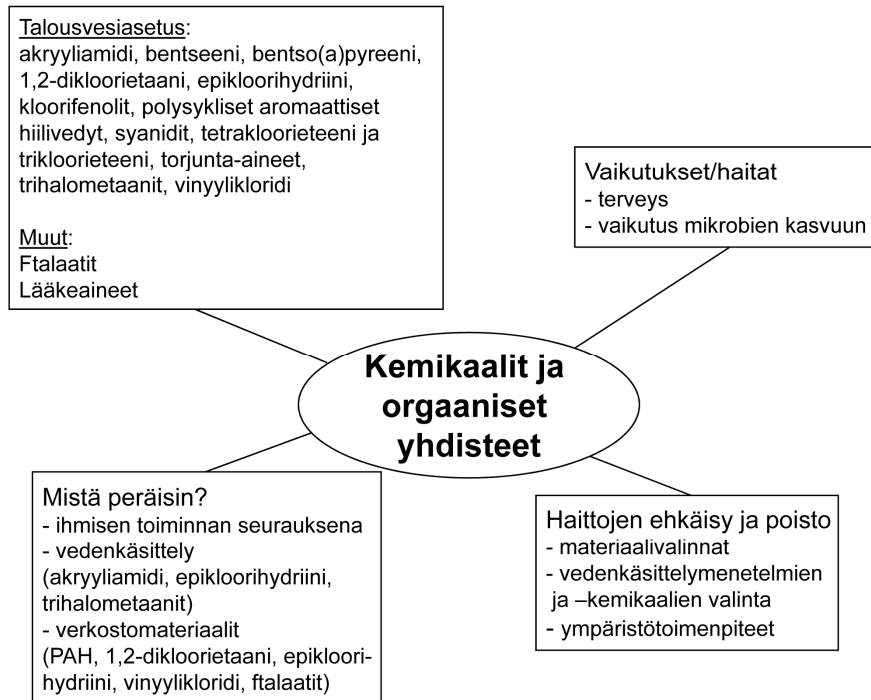 Talousvesiasetus:
akryyliamidi, bentseeni, bentso(a)pyreeni,
1,2-dikloorietaani, epikloorihydriini,
kloorifenolit, polysykliset aromaattiset
hiilivedyt, syanidit, tetrakloorieteeni ja
trikloorieteeni, torjunta-aineet,
trihalometaanit, vinyylikloridi
Muut:
Ftalaatit
Lääkeaineet
Vaikutukset/haitat
- terveys
- vaikutus mikrobien kasvuun
Kemikaalit ja
orgaaniset
yhdisteet
Mistä peräisin?
- ihmisen toiminnan seurauksena
- vedenkäsittely
(akryyliamidi, epikloorihydriini,
trihalometaanit)
- verkostomateriaalit
(PAH, 1,2-dikloorietaani, epikloori-
hydriini, vinyylikloridi, ftalaatit)
Haittojen ehkäisy ja poisto
- materiaalivalinnat
- vedenkäsittelymenetelmien
ja –kemikaalien valinta
- ympäristötoimenpiteet